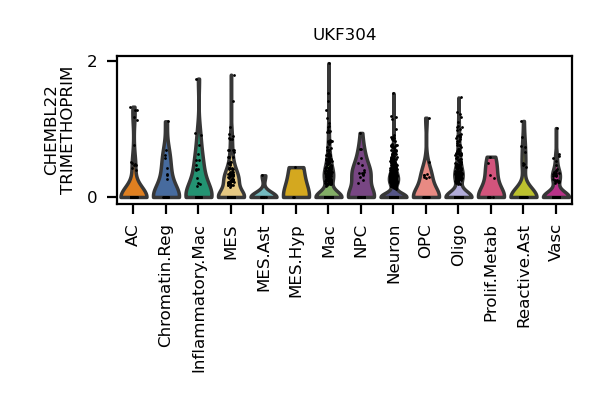 UKF304
CHEMBL22
TRIMETHOPRIM
2
0
AC
Chromatin.Reg
Inflammatory.Mac
MES
MES.Ast
MES.Hyp
Mac
NPC
Neuron
OPC
Oligo
Prolif.Metab
Reactive.Ast
Vasc